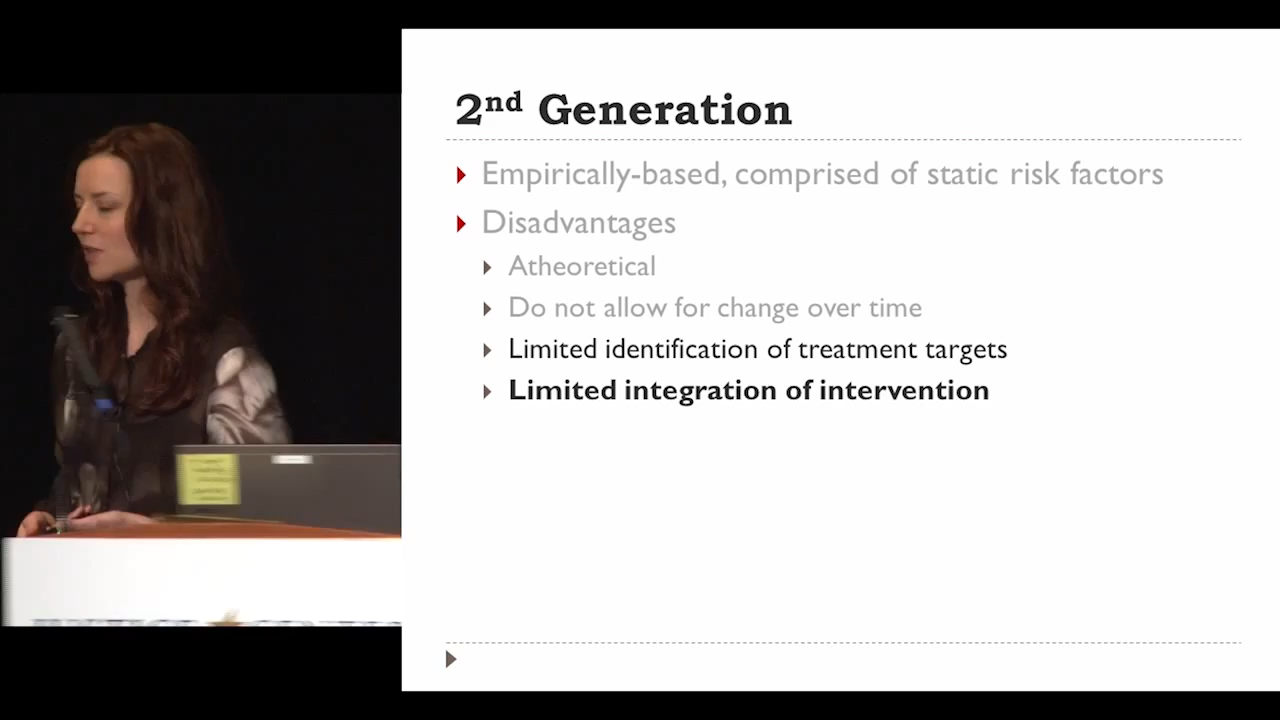 2nd Generation
Empirically-based, comprised of static risk factors
Disadvantages
Atheoretical
Do not allow for change over time
Limited identification of treatment targets
Limited integration of intervention